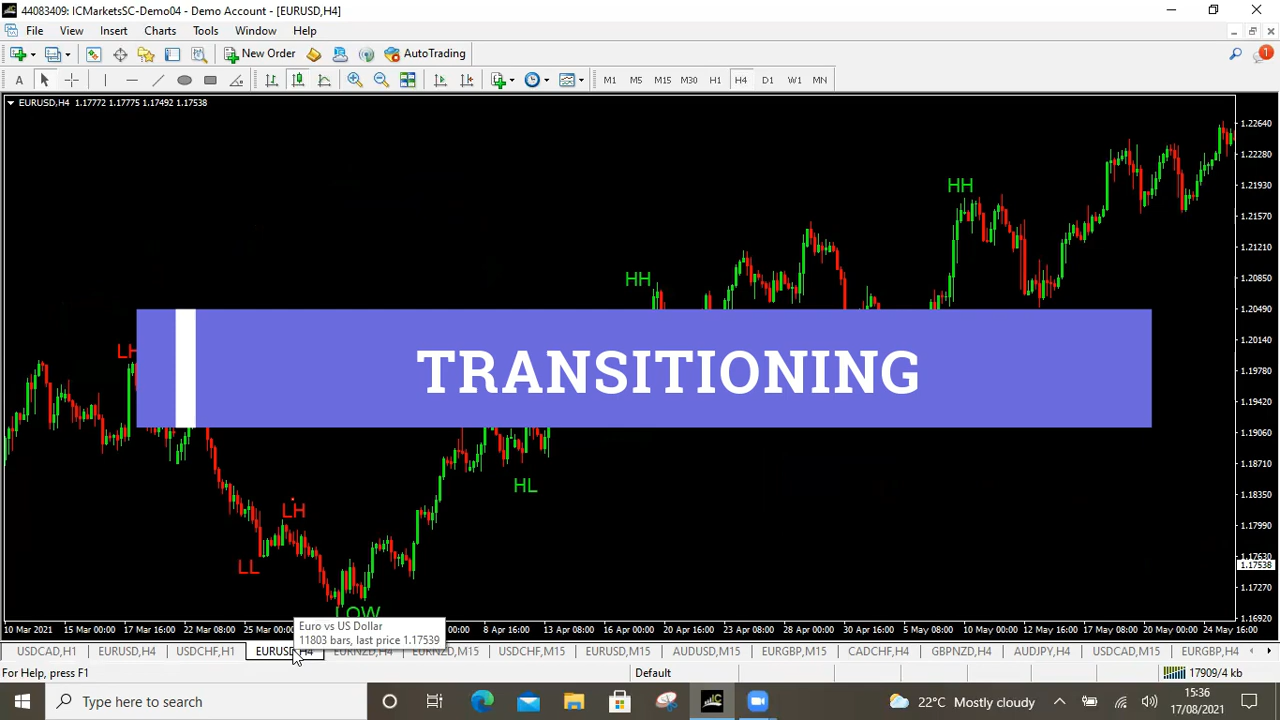 44083409: ICMarketsSC-Demo04 - Demo Account - [EURUSD,H4]
File View Insert Charts Tools Window Help
New Order AutoTrading
A M1 M5 M15 M30 H1 H4 D1 W1 MN
EURUSD,H4 1.17772 1.17775 1.17492 1.17538
1.22640
1.22280
1.21930
1.21570
1.21210
1.20850
1.20490
1.20140
1.19780
1.19420
1.19060
1.18710
1.18350
1.17630
1.17538
1.17270
1.16920
HH
HH
LH
TRANSITIONING
HL
LH
LL
LOW
Euro vs US Dollar
11803 bars, last price 1.17539
10 Mar 2021 15 Mar 00:00 17 Mar 16:00 22 Mar 08:00 25 Mar 00:00 8 Apr 16:00 16 Apr 00:00 20 Apr 16:00 23 Apr 08:00 28 Apr 00:00 30 Apr 16:00 5 May 08:00 10 May 00:00 12 May 16:00 17 May 08:00 20 May 00:00 24 May 16:00
USDCAD,H1 EURUSD,H4 USDCHF,H1 EURUSD,H4 EURNZD,H4 EURNZD,M15 USDCHF,M15 EURUSD,M15 AUDUSD,M15 EURGBP,M15 CADCHF,H4 GBPNZD,H4 AUDJPY,H4 USDCAD,M15 EURGBP,H4
For Help, press F1 Default 17909/4 kb
Type here to search 22°C Mostly cloudy 15:36
17/08/2021